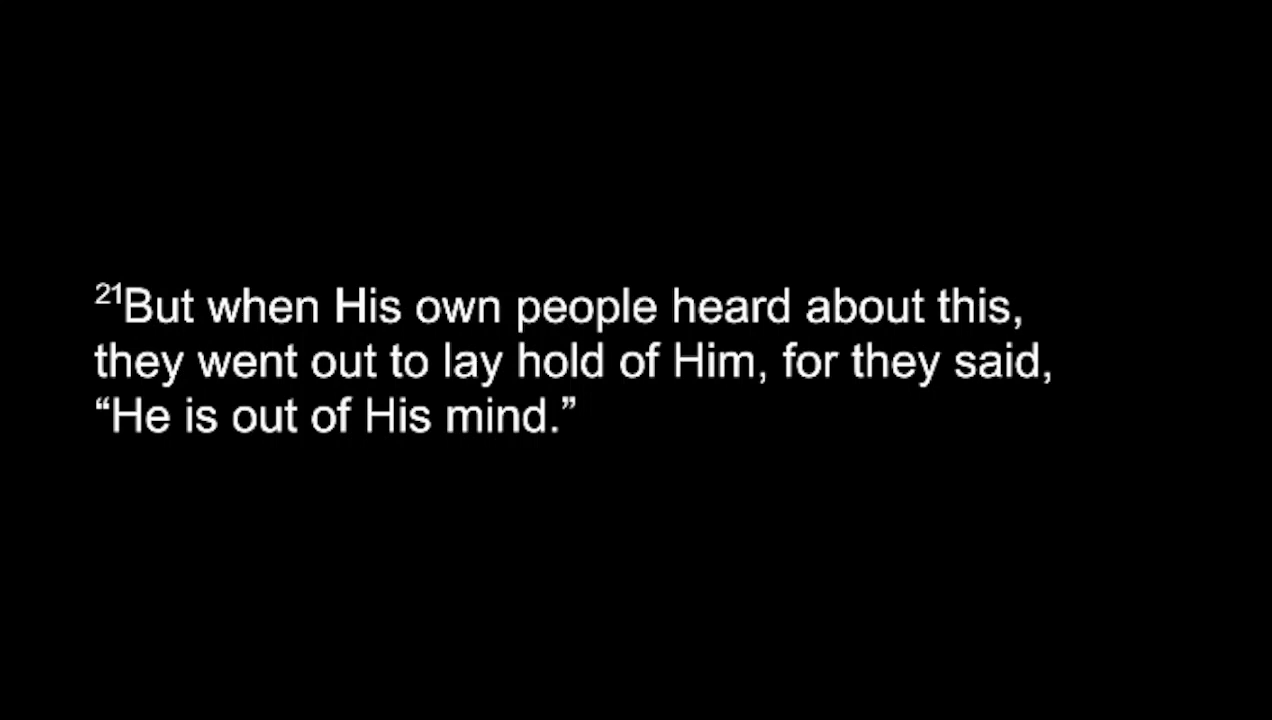 ²¹But when His own people heard about this,
they went out to lay hold of Him, for they said,
“He is out of His mind.”